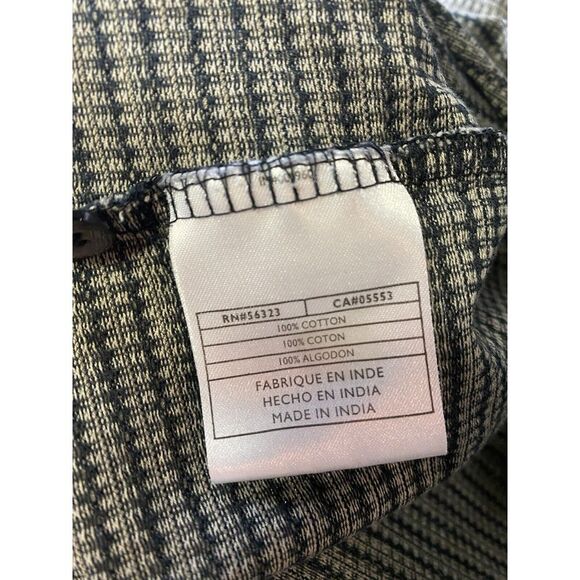 RN#56323 CA#05553
100% COTTON
100% COTON
100% ALGODON
FABRIQUE EN INDE
HECHO EN INDIA
MADE IN INDIA